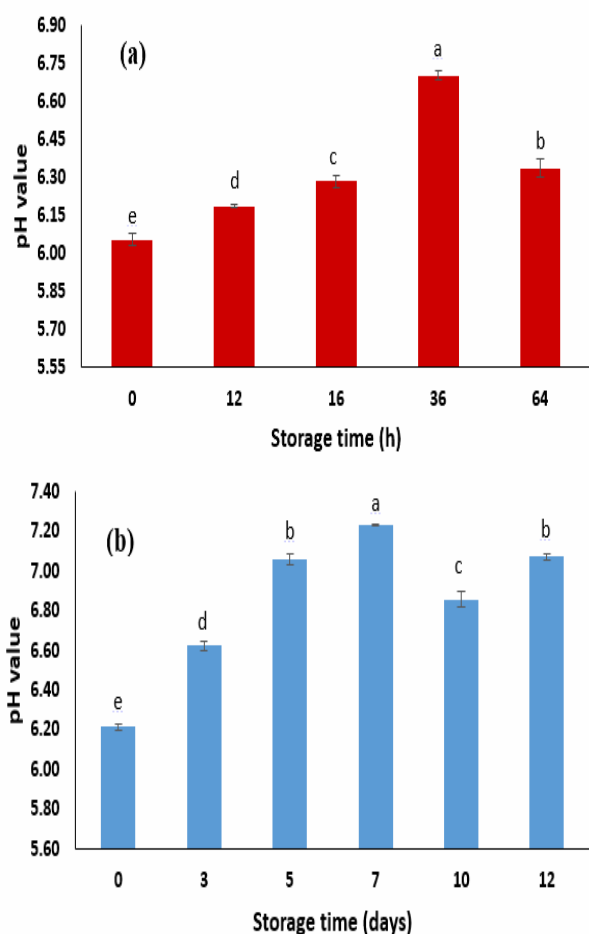 (a)
pH value
6.90
6.75
6.60
6.45
6.30
6.15
6.00
5.85
5.70
5.55
e
d
c
a
b
0 12 16 36 64
Storage time (h)
(b)
pH value
7.40
7.20
7.00
6.80
6.60
6.40
6.20
6.00
5.80
5.60
e
d
b
a
c
b
0 3 5 7 10 12
Storage time (days)